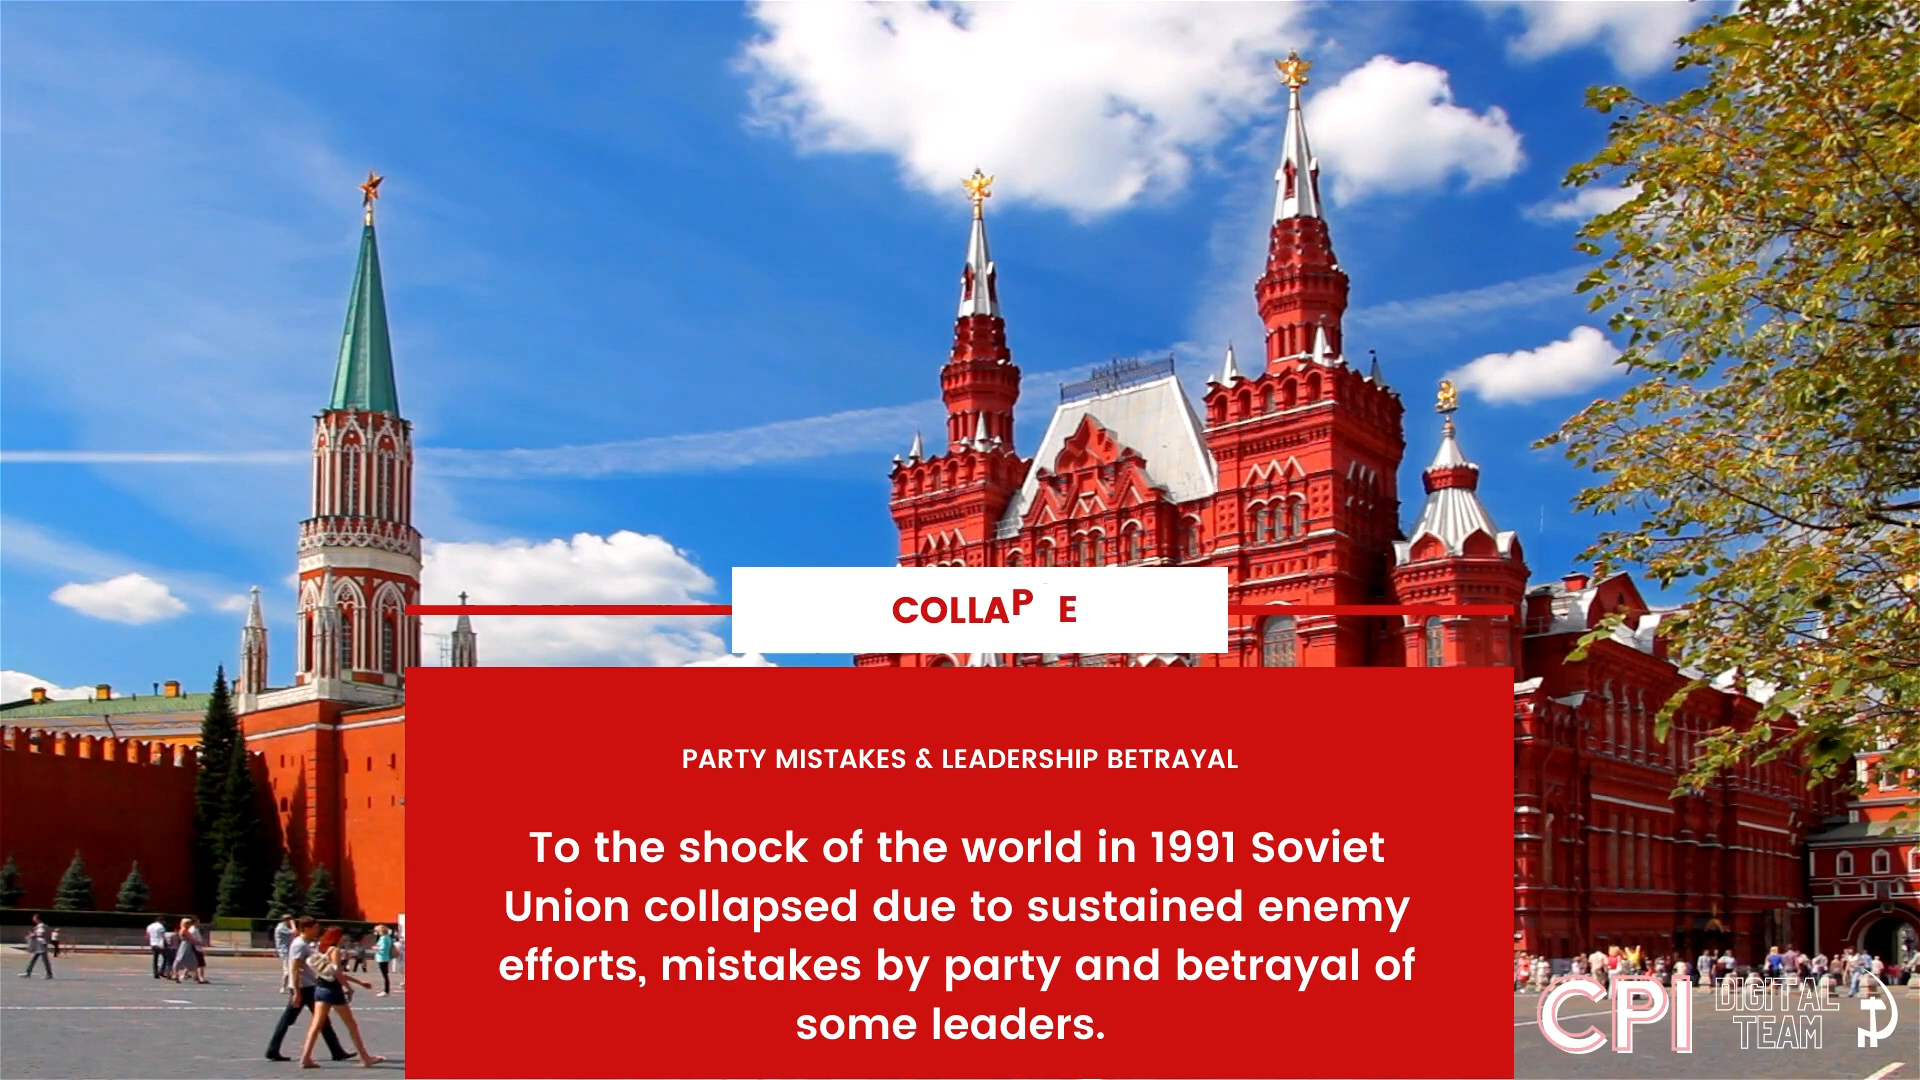 COLLAP E
PARTY MISTAKES & LEADERSHIP BETRAYAL
To the shock of the world in 1991 Soviet
Union collapsed due to sustained enemy
efforts, mistakes by party and betrayal of
some leaders.
CPI DIGITAL
TEAM